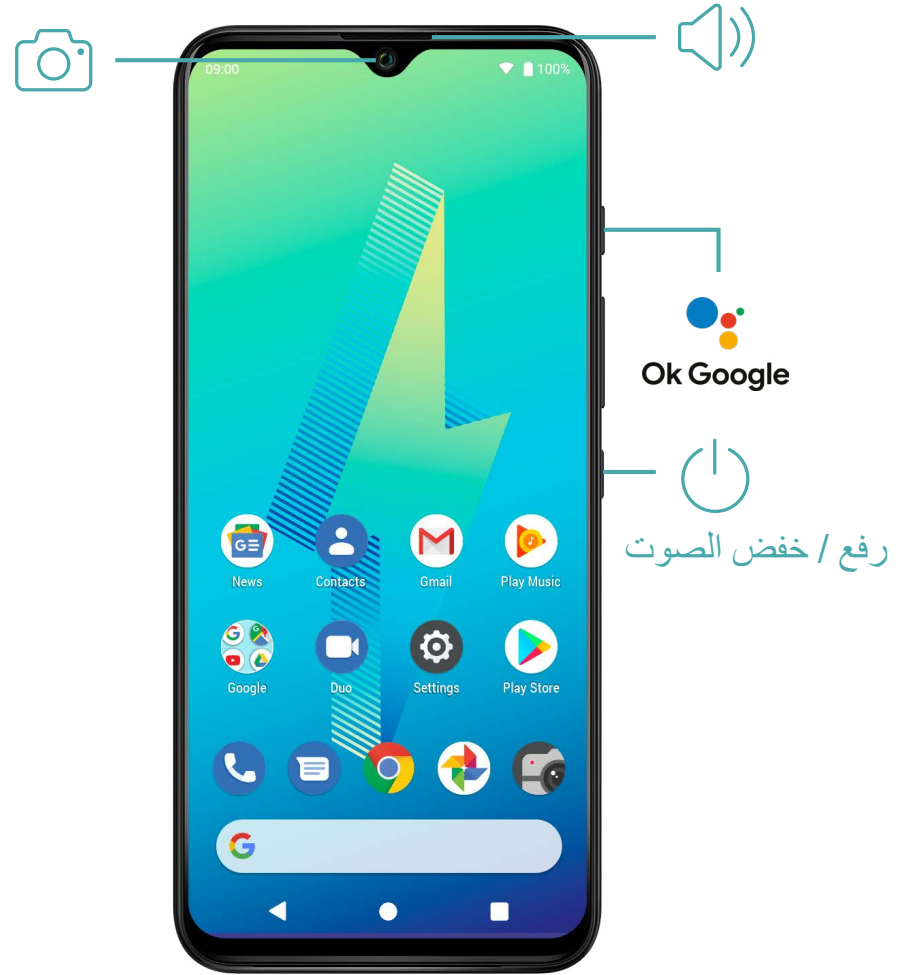 09:00
100%
Ok Google
رفع / خفض الصوت
News
Contacts
Gmail
Play Music
Google
Duo
Settings
Play Store